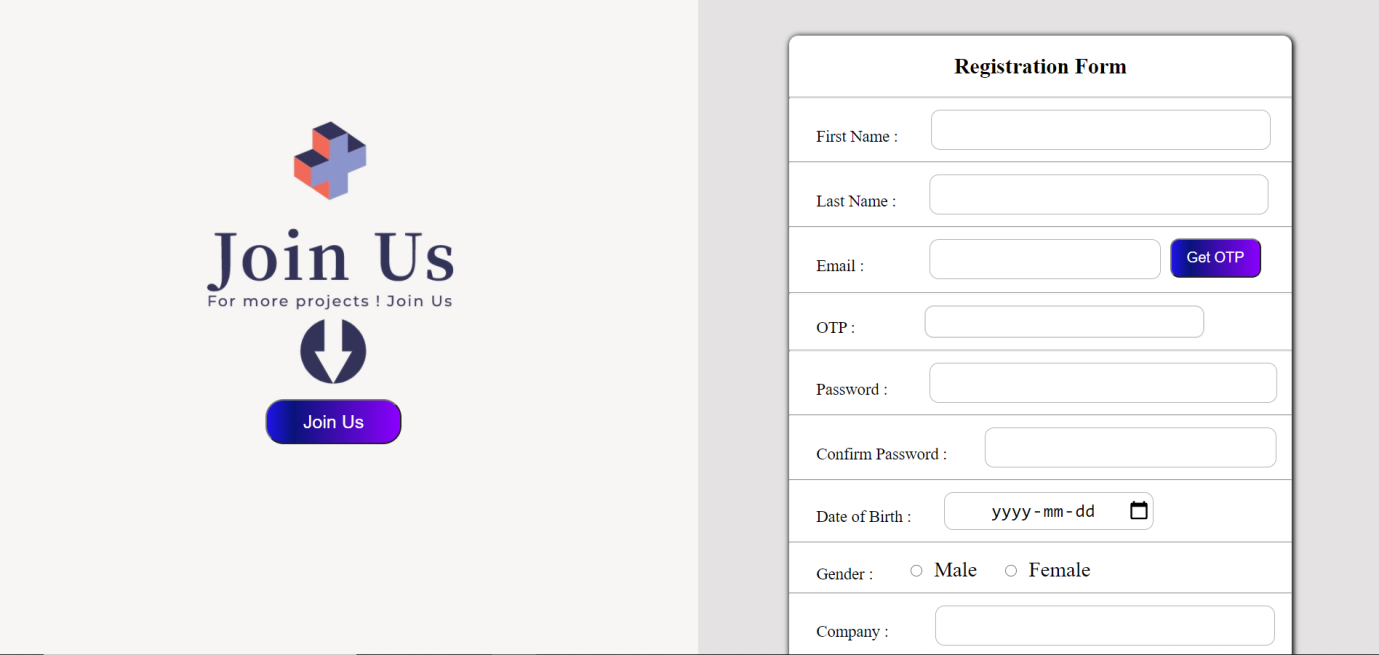 Join Us
For more projects ! Join Us
Join Us
Registration Form
First Name :
Last Name :
Email :
Get OTP
OTP :
Password :
Confirm Password :
Date of Birth :
yyyy-mm-dd
Gender :
Male
Female
Company :